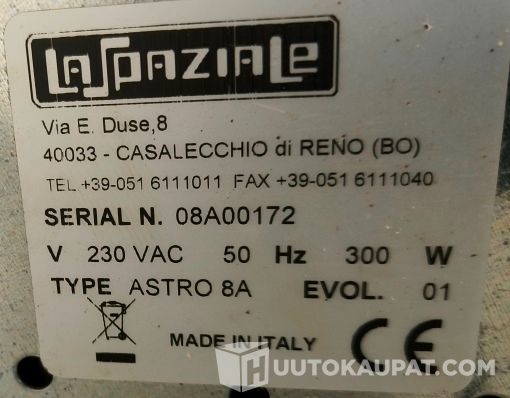 LaSpaziaLe
Via E. Duse,8
40033 - CASALECCHIO di RENO (BO)
TEL +39-051 6111011 FAX +39-051 6111040
SERIAL N. 08A00172
V 230 VAC 50 Hz 300 W
TYPE ASTRO 8A EVOL. 01
MADE IN ITALY CE
HUUTOKAUPAT.COM